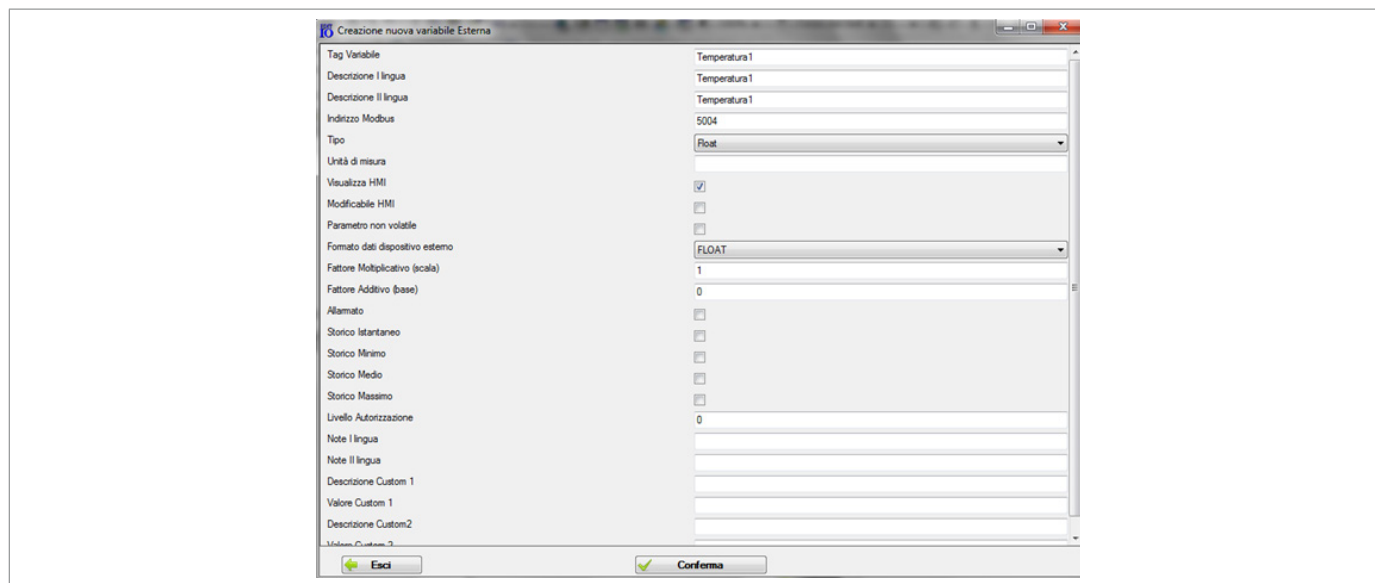 Creazione nuova variabile Esterna
Tag Variabile Temperatura1
Descrizione I lingua Temperatura1
Descrizione II lingua Temperatura1
Indirizzo Modbus 5004
Tipo Float
Unità di misura
Visualizza HMI
Modificabile HMI
Parametro non volatile
Formato dati dispositivo esterno FLOAT
Fattore Moltiplicativo (scala) 1
Fattore Additivo (base) 0
Allarmato
Storico Istantaneo
Storico Minimo
Storico Medio
Storico Massimo
Livello Autorizzazione 0
Note I lingua
Note II lingua
Descrizione Custom 1
Valore Custom 1
Descrizione Custom2
Valore Custom 2
Esci Conferma